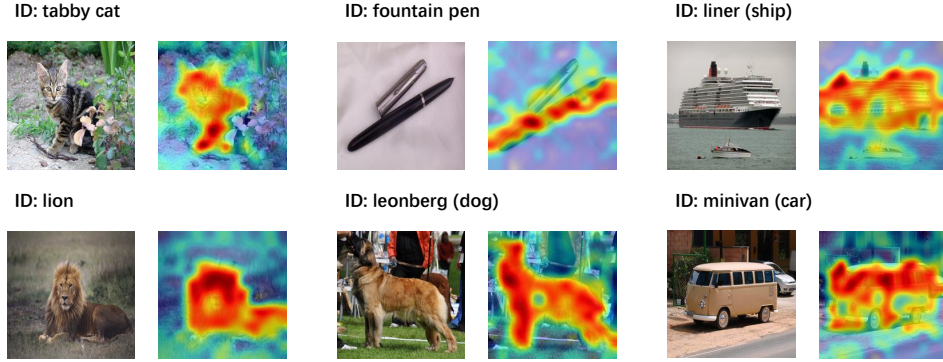 ID: tabby cat
ID: fountain pen
ID: liner (ship)
ID: lion
ID: leonberg (dog)
ID: minivan (car)